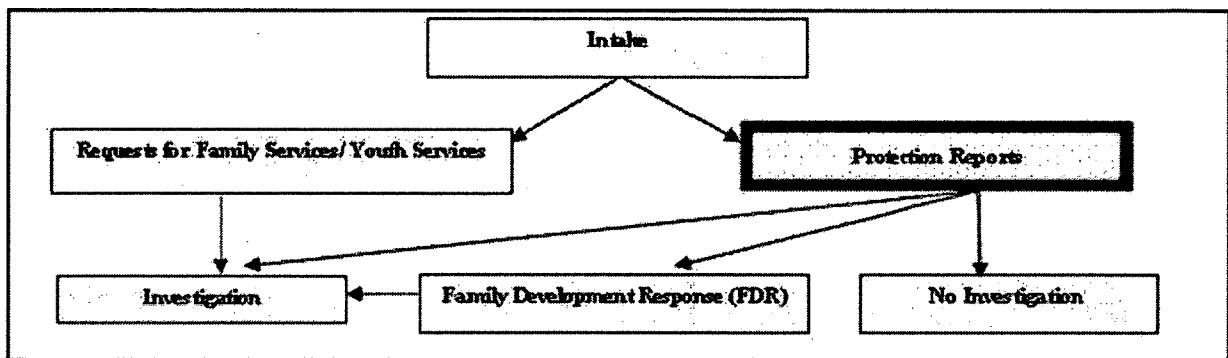 Intake
Requests for Family Services/ Youth Services
Protection Reports
Investigation
Family Development Response (FDR)
No Investigation